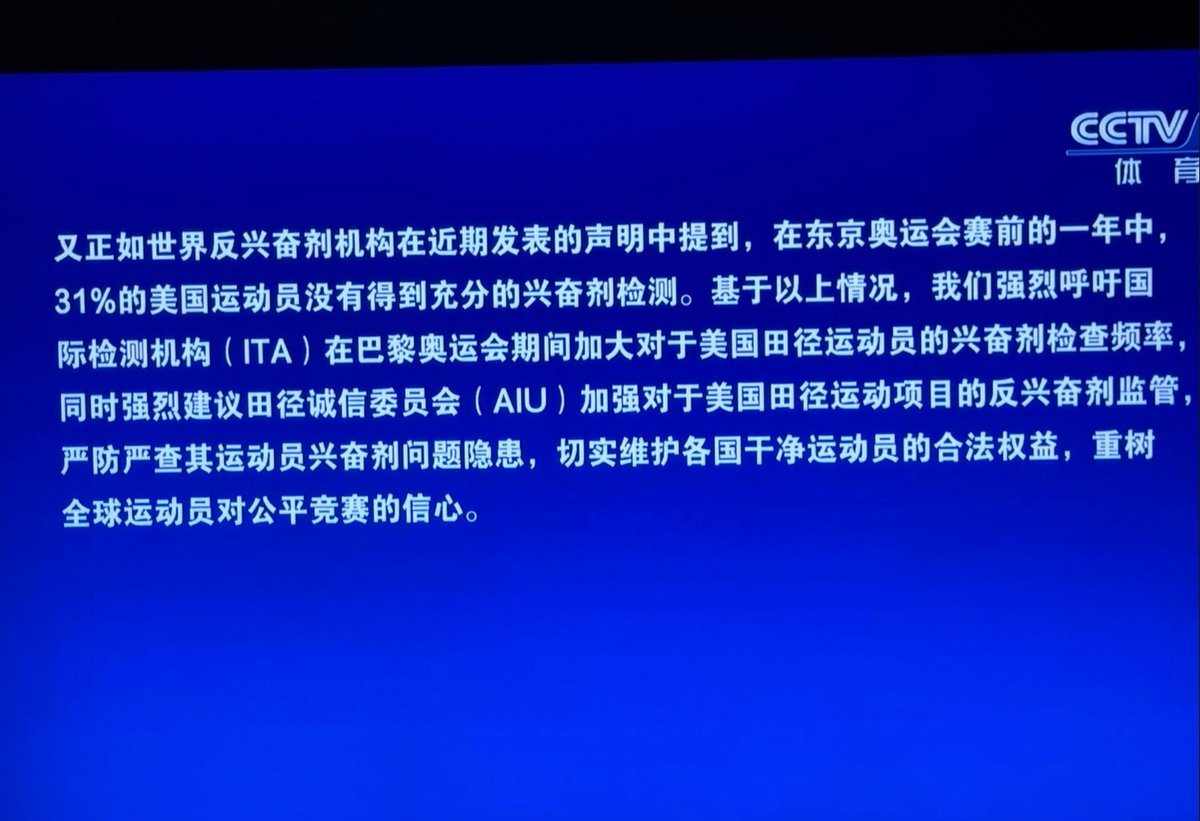 CCTV
体育
又正如世界反兴奋剂机构在近期发表的声明中提到，在东京奥运会赛前的一年中，
31%的美国运动员没有得到充分的兴奋剂检测。基于以上情况，我们强烈呼吁国
际检测机构（ITA）在巴黎奥运会期间加大对于美国田径运动员的兴奋剂检查频率，
同时强烈建议田径诚信委员会（AIU）加强对于美国田径运动项目的反兴奋剂监管，
严防严查其运动员兴奋剂问题隐患，切实维护各国干净运动员的合法权益，重树
全球运动员对公平竞赛的信心。